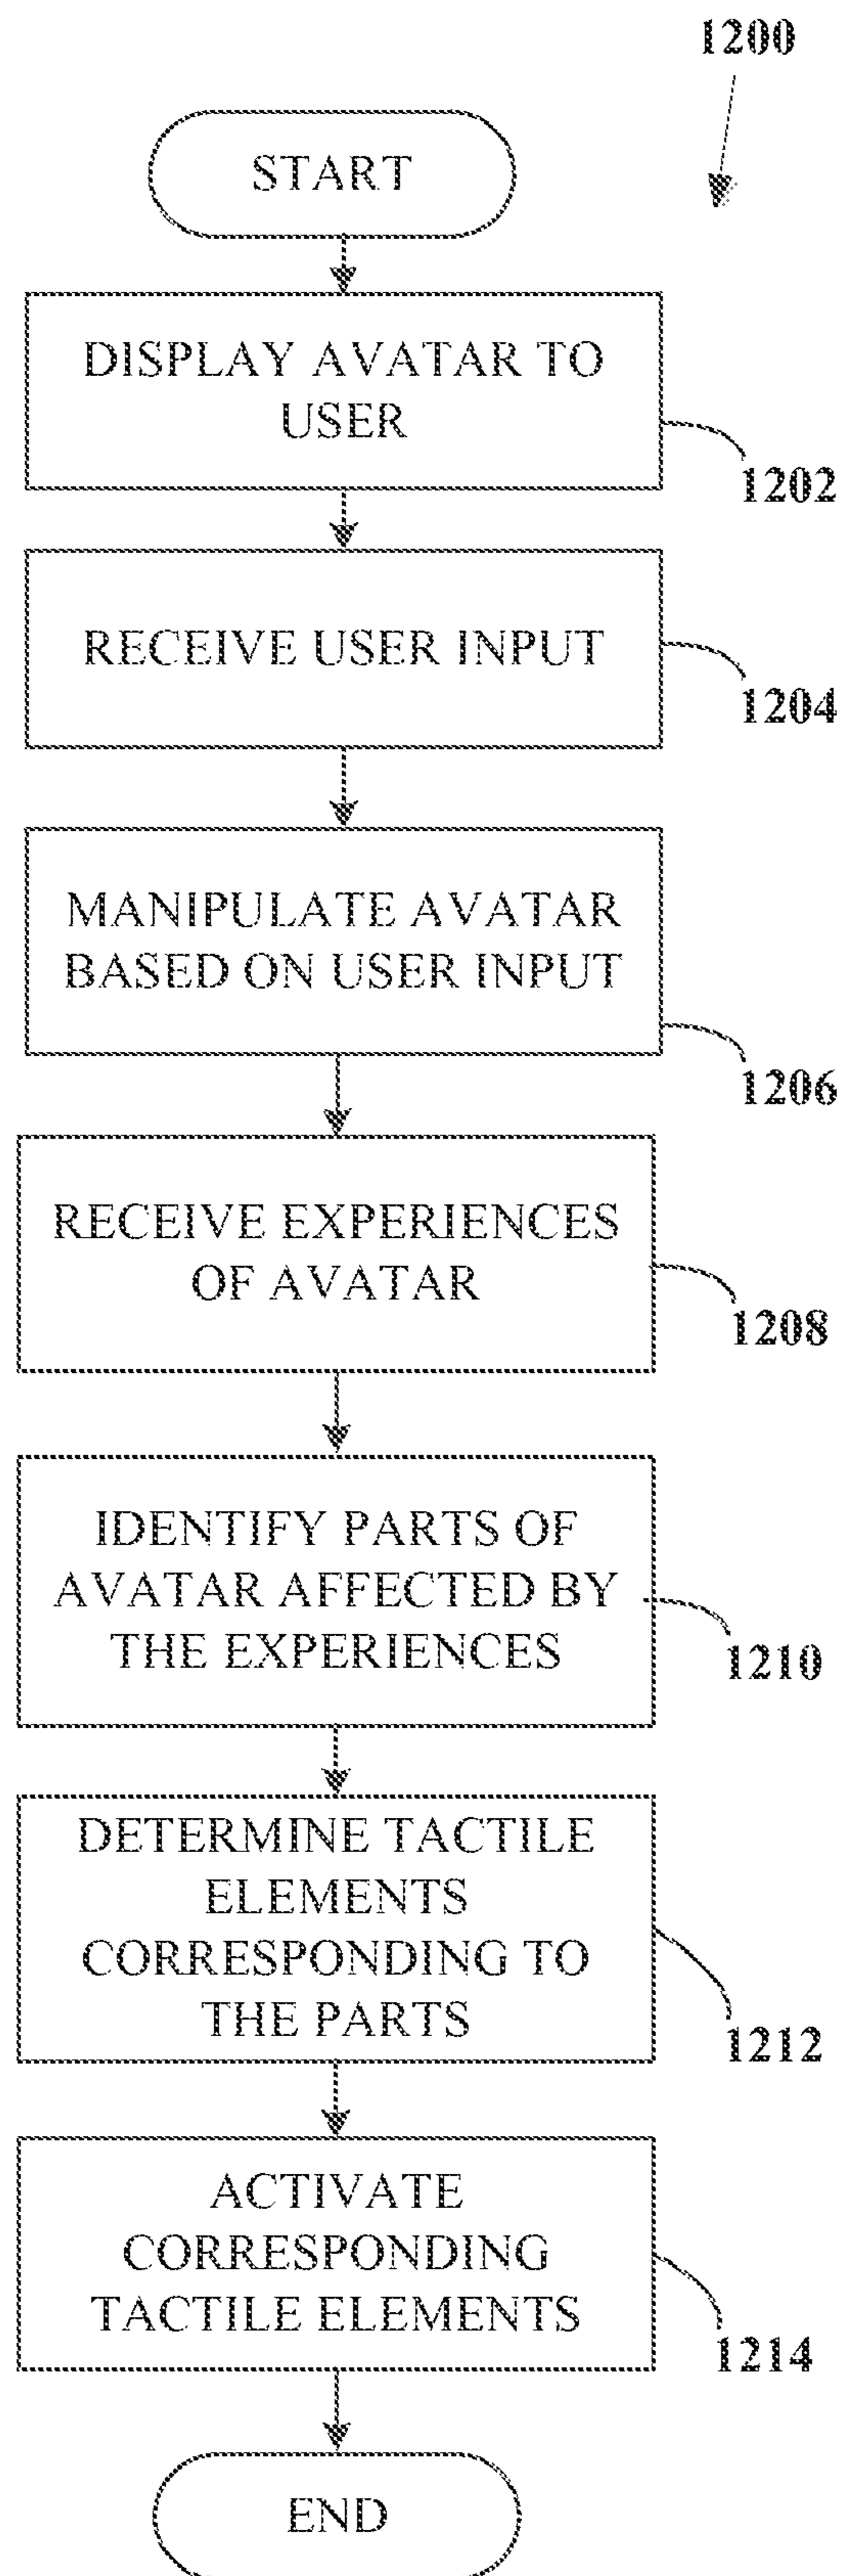 1200
START
DISPLAY AVATAR TO
USER
1202
RECEIVE USER INPUT
1204
MANIPULATE AVATAR
BASED ON USER INPUT
1206
RECEIVE EXPERIENCES
OF AVATAR
1208
IDENTIFY PARTS OF
AVATAR AFFECTED BY
THE EXPERIENCES
1210
DETERMINE TACTILE
ELEMENTS
CORRESPONDING TO
THE PARTS
1212
ACTIVATE
CORRESPONDING
TACTILE ELEMENTS
1214
END